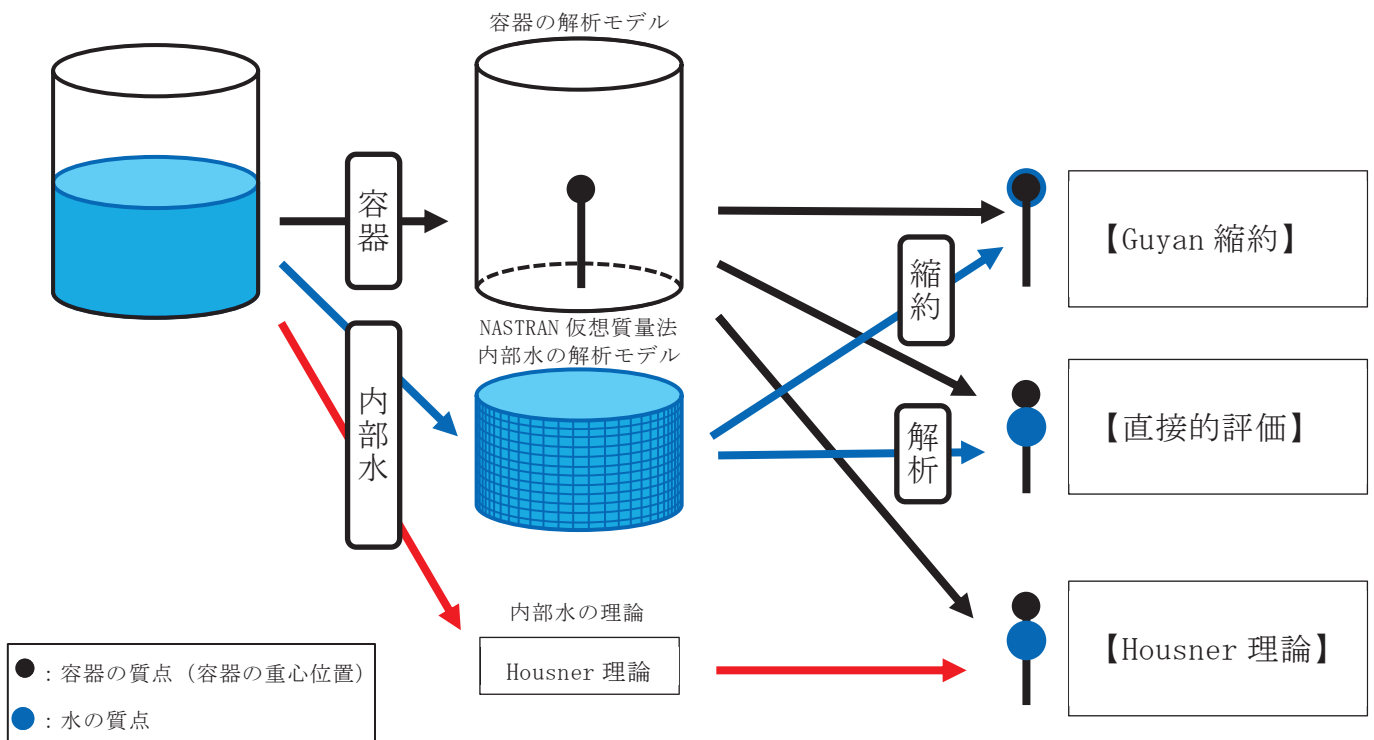 容器の解析モデル
容器
内部水
NASTRAN 仮想質量法
内部水の解析モデル
縮約
解析
【Guyan 縮約】
【直接的評価】
内部水の理論
Housner 理論
【Housner 理論】
：容器の質点（容器の重心位置）
：水の質点